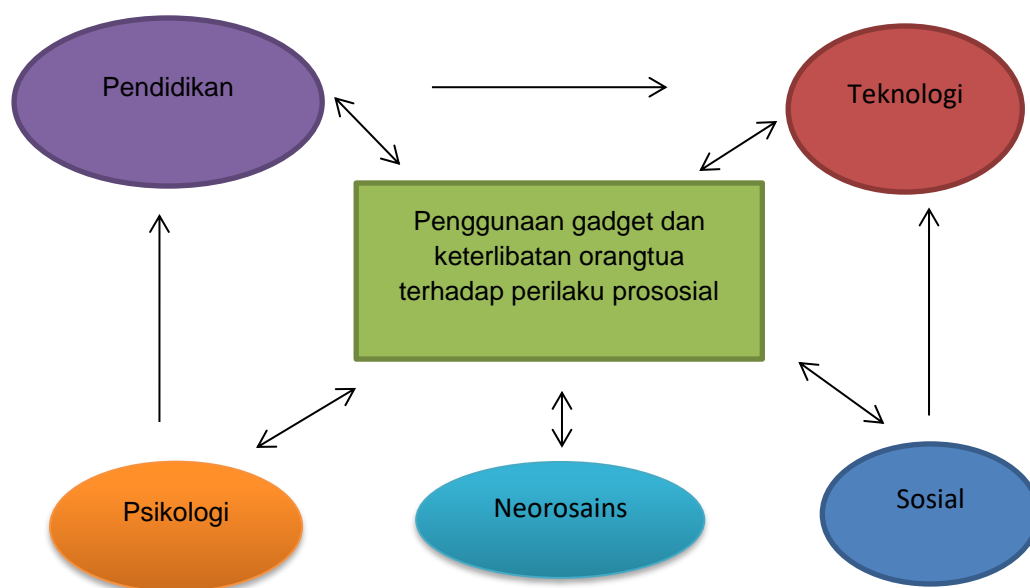 Pendidikan
Teknologi
Penggunaan gadget dan
keterlibatan orangtua
terhadap perilaku prososial
Psikologi
Neorosains
Sosial